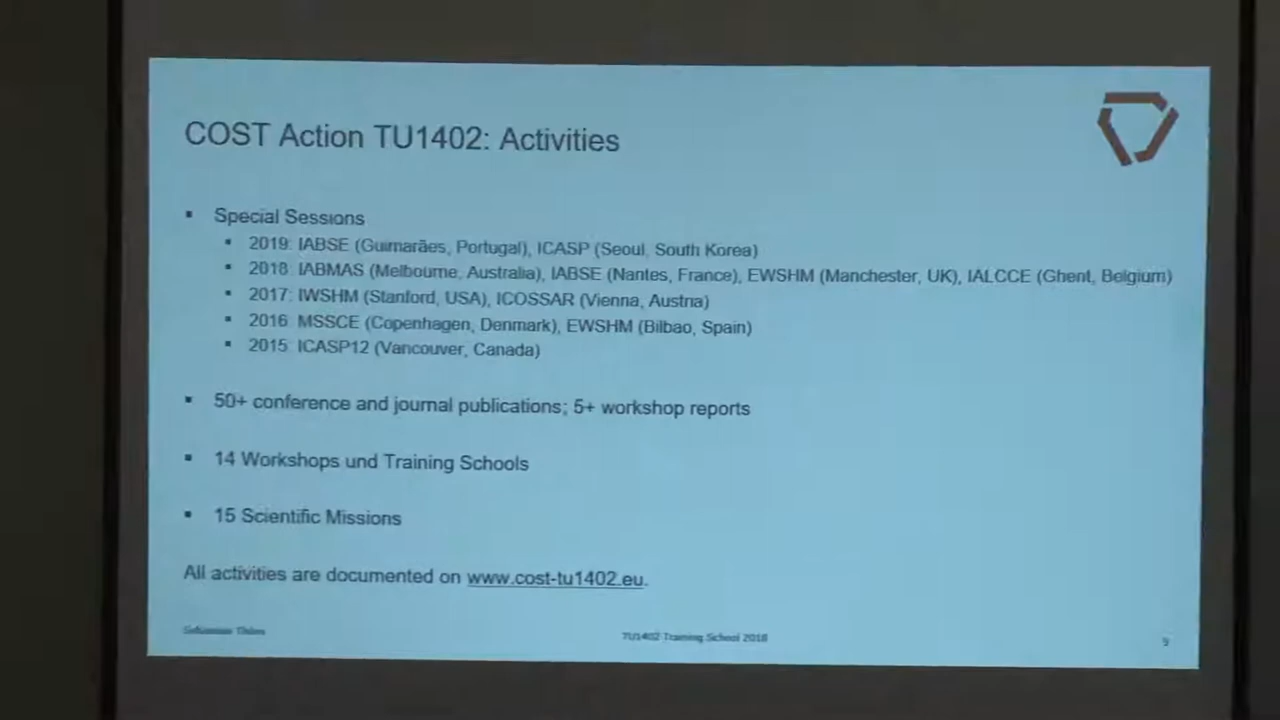 COST Action TU1402: Activities
▪ Special Sessions
▪ 2019: IABSE (Guimarães, Portugal), ICASP (Seoul, South Korea)
▪ 2018: IABMAS (Melbourne, Australia), IABSE (Nantes, France), EWSHM (Manchester, UK), IALCCE (Ghent, Belgium)
▪ 2017: IWSHM (Stanford, USA), ICOSSAR (Vienna, Austria)
▪ 2016: MSSCE (Copenhagen, Denmark), EWSHM (Bilbao, Spain)
▪ 2015: ICASP12 (Vancouver, Canada)
▪ 50+ conference and journal publications; 5+ workshop reports
▪ 14 Workshops und Training Schools
▪ 15 Scientific Missions
All activities are documented on www.cost-tu1402.eu.
Sebastian Thöns
TU1402 Training School 2018
9